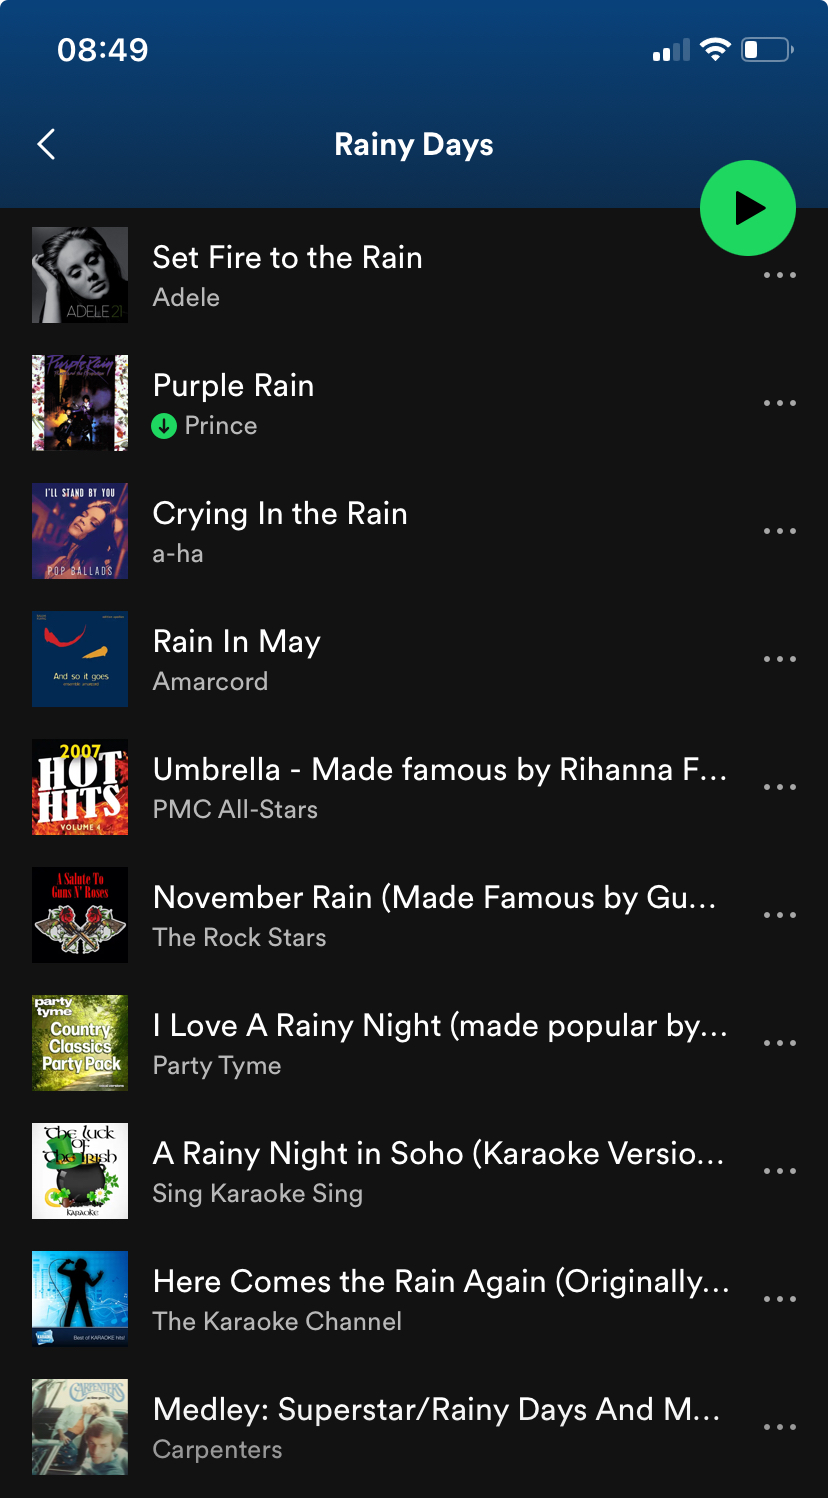 08:49
Rainy Days
ADELE 21
Set Fire to the Rain
Adele
Purple Rain
Purple Rain
Prince
I'LL STAND BY YOU
POP BALLADS
Crying In the Rain
a-ha
And so it goes
ensemble amarcord
Rain In May
Amarcord
2007
HOT
HITS
VOLUME 4
Umbrella - Made famous by Rihanna F...
PMC All-Stars
A Salute To
Guns N' Roses
November Rain (Made Famous by Gu...
The Rock Stars
party
tyme
Country
Classics
Party Pack
I Love A Rainy Night (made popular by...
Party Tyme
The Luck
of
The Irish
KARAOKE
A Rainy Night in Soho (Karaoke Versio...
Sing Karaoke Sing
Best of KARAOKE hits!
Here Comes the Rain Again (Originally...
The Karaoke Channel
CARPENTERS
Medley: Superstar/Rainy Days And M...
Carpenters